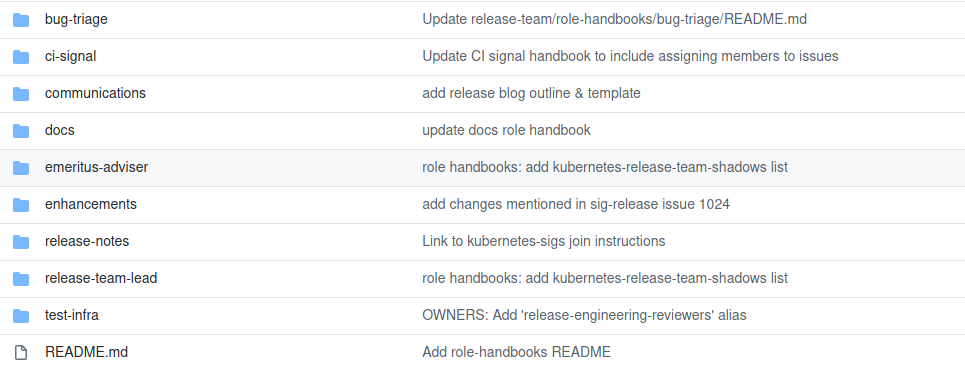 bug-triage Update release-team/role-handbooks/bug-triage/README.md
ci-signal Update CI signal handbook to include assigning members to issues
communications add release blog outline & template
docs update docs role handbook
emeritus-adviser role handbooks: add kubernetes-release-team-shadows list
enhancements add changes mentioned in sig-release issue 1024
release-notes Link to kubernetes-sigs join instructions
release-team-lead role handbooks: add kubernetes-release-team-shadows list
test-infra OWNERS: Add 'release-engineering-reviewers' alias
README.md Add role-handbooks README